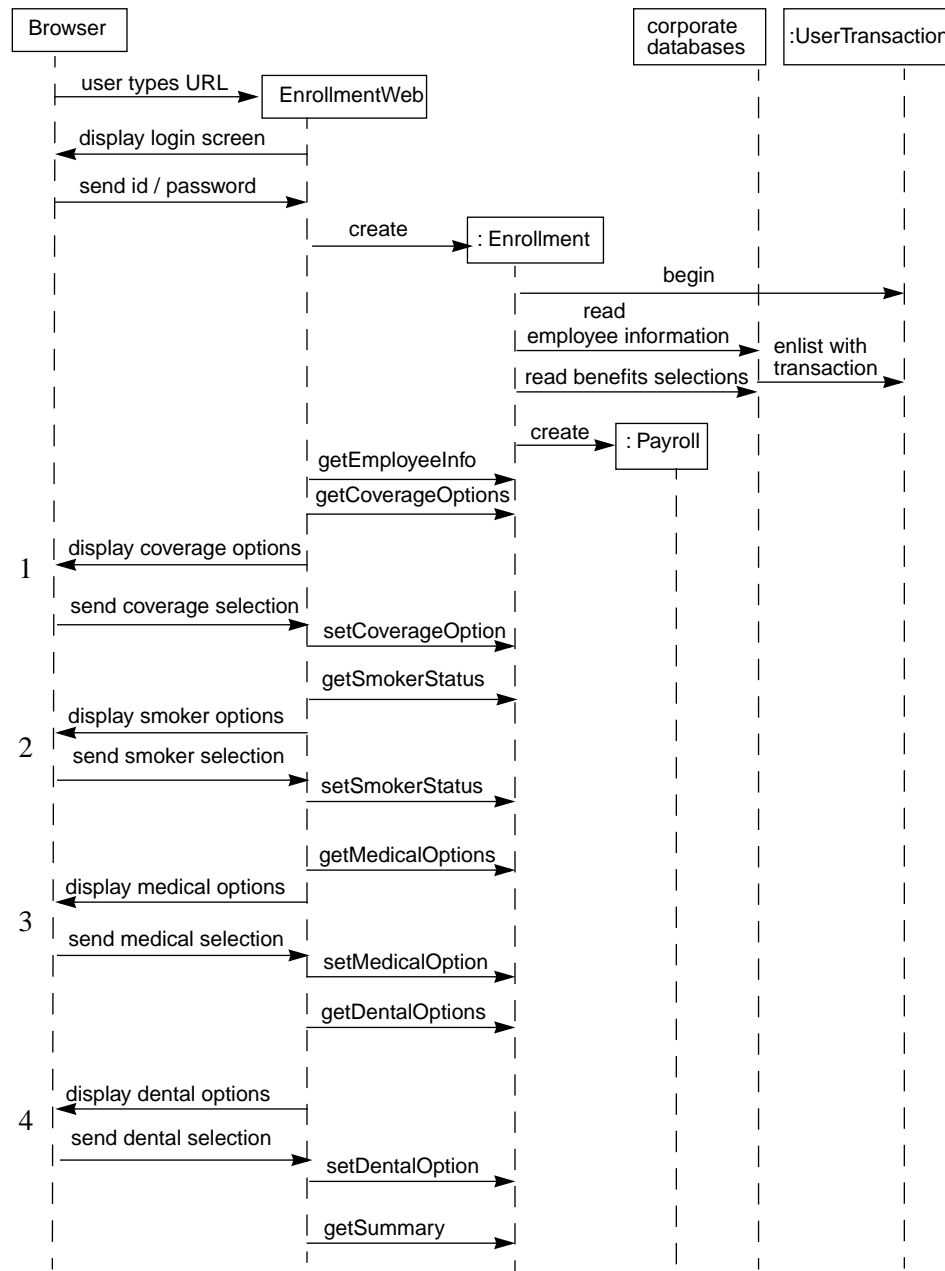 Browser
corporate
databases
:UserTransaction
user types URL
EnrollmentWeb
display login screen
send id / password
create
: Enrollment
begin
read
employee information
enlist with
transaction
read benefits selections
create
: Payroll
getEmployeeInfo
getCoverageOptions
display coverage options
1
send coverage selection
setCoverageOption
getSmokerStatus
display smoker options
2
send smoker selection
setSmokerStatus
getMedicalOptions
display medical options
3
send medical selection
setMedicalOption
getDentalOptions
display dental options
4
send dental selection
setDentalOption
getSummary